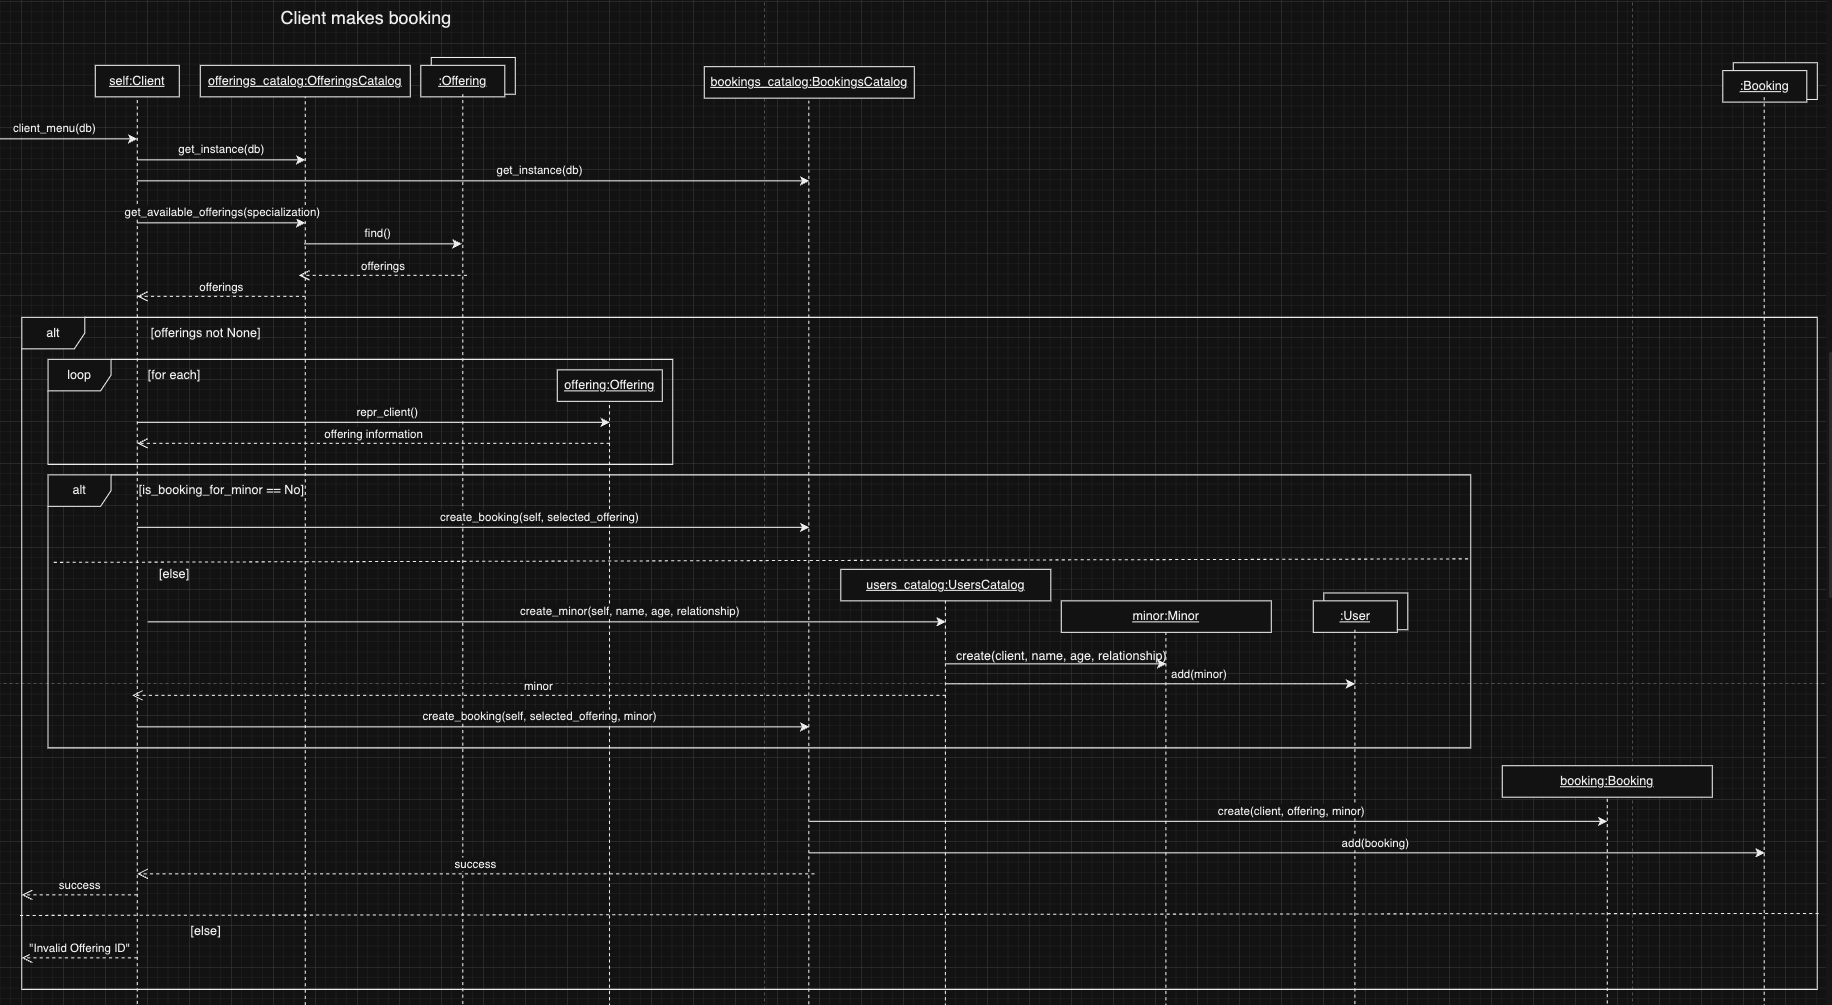 Client makes booking
self:Client
offerings_catalog:OfferingsCatalog
:Offering
bookings_catalog:BookingsCatalog
:Booking
client_menu(db)
get_instance(db)
get_instance(db)
get_available_offerings(specialization)
find()
offerings
offerings
alt
[offerings not None]
loop
[for each]
offering:Offering
repr_client()
offering information
alt
[is_booking_for_minor == No]
create_booking(self, selected_offering)
[else]
users_catalog:UsersCatalog
create_minor(self, name, age, relationship)
minor:Minor
:User
create(client, name, age, relationship)
add(minor)
minor
create_booking(self, selected_offering, minor)
booking:Booking
create(client, offering, minor)
add(booking)
success
success
[else]
"Invalid Offering ID"